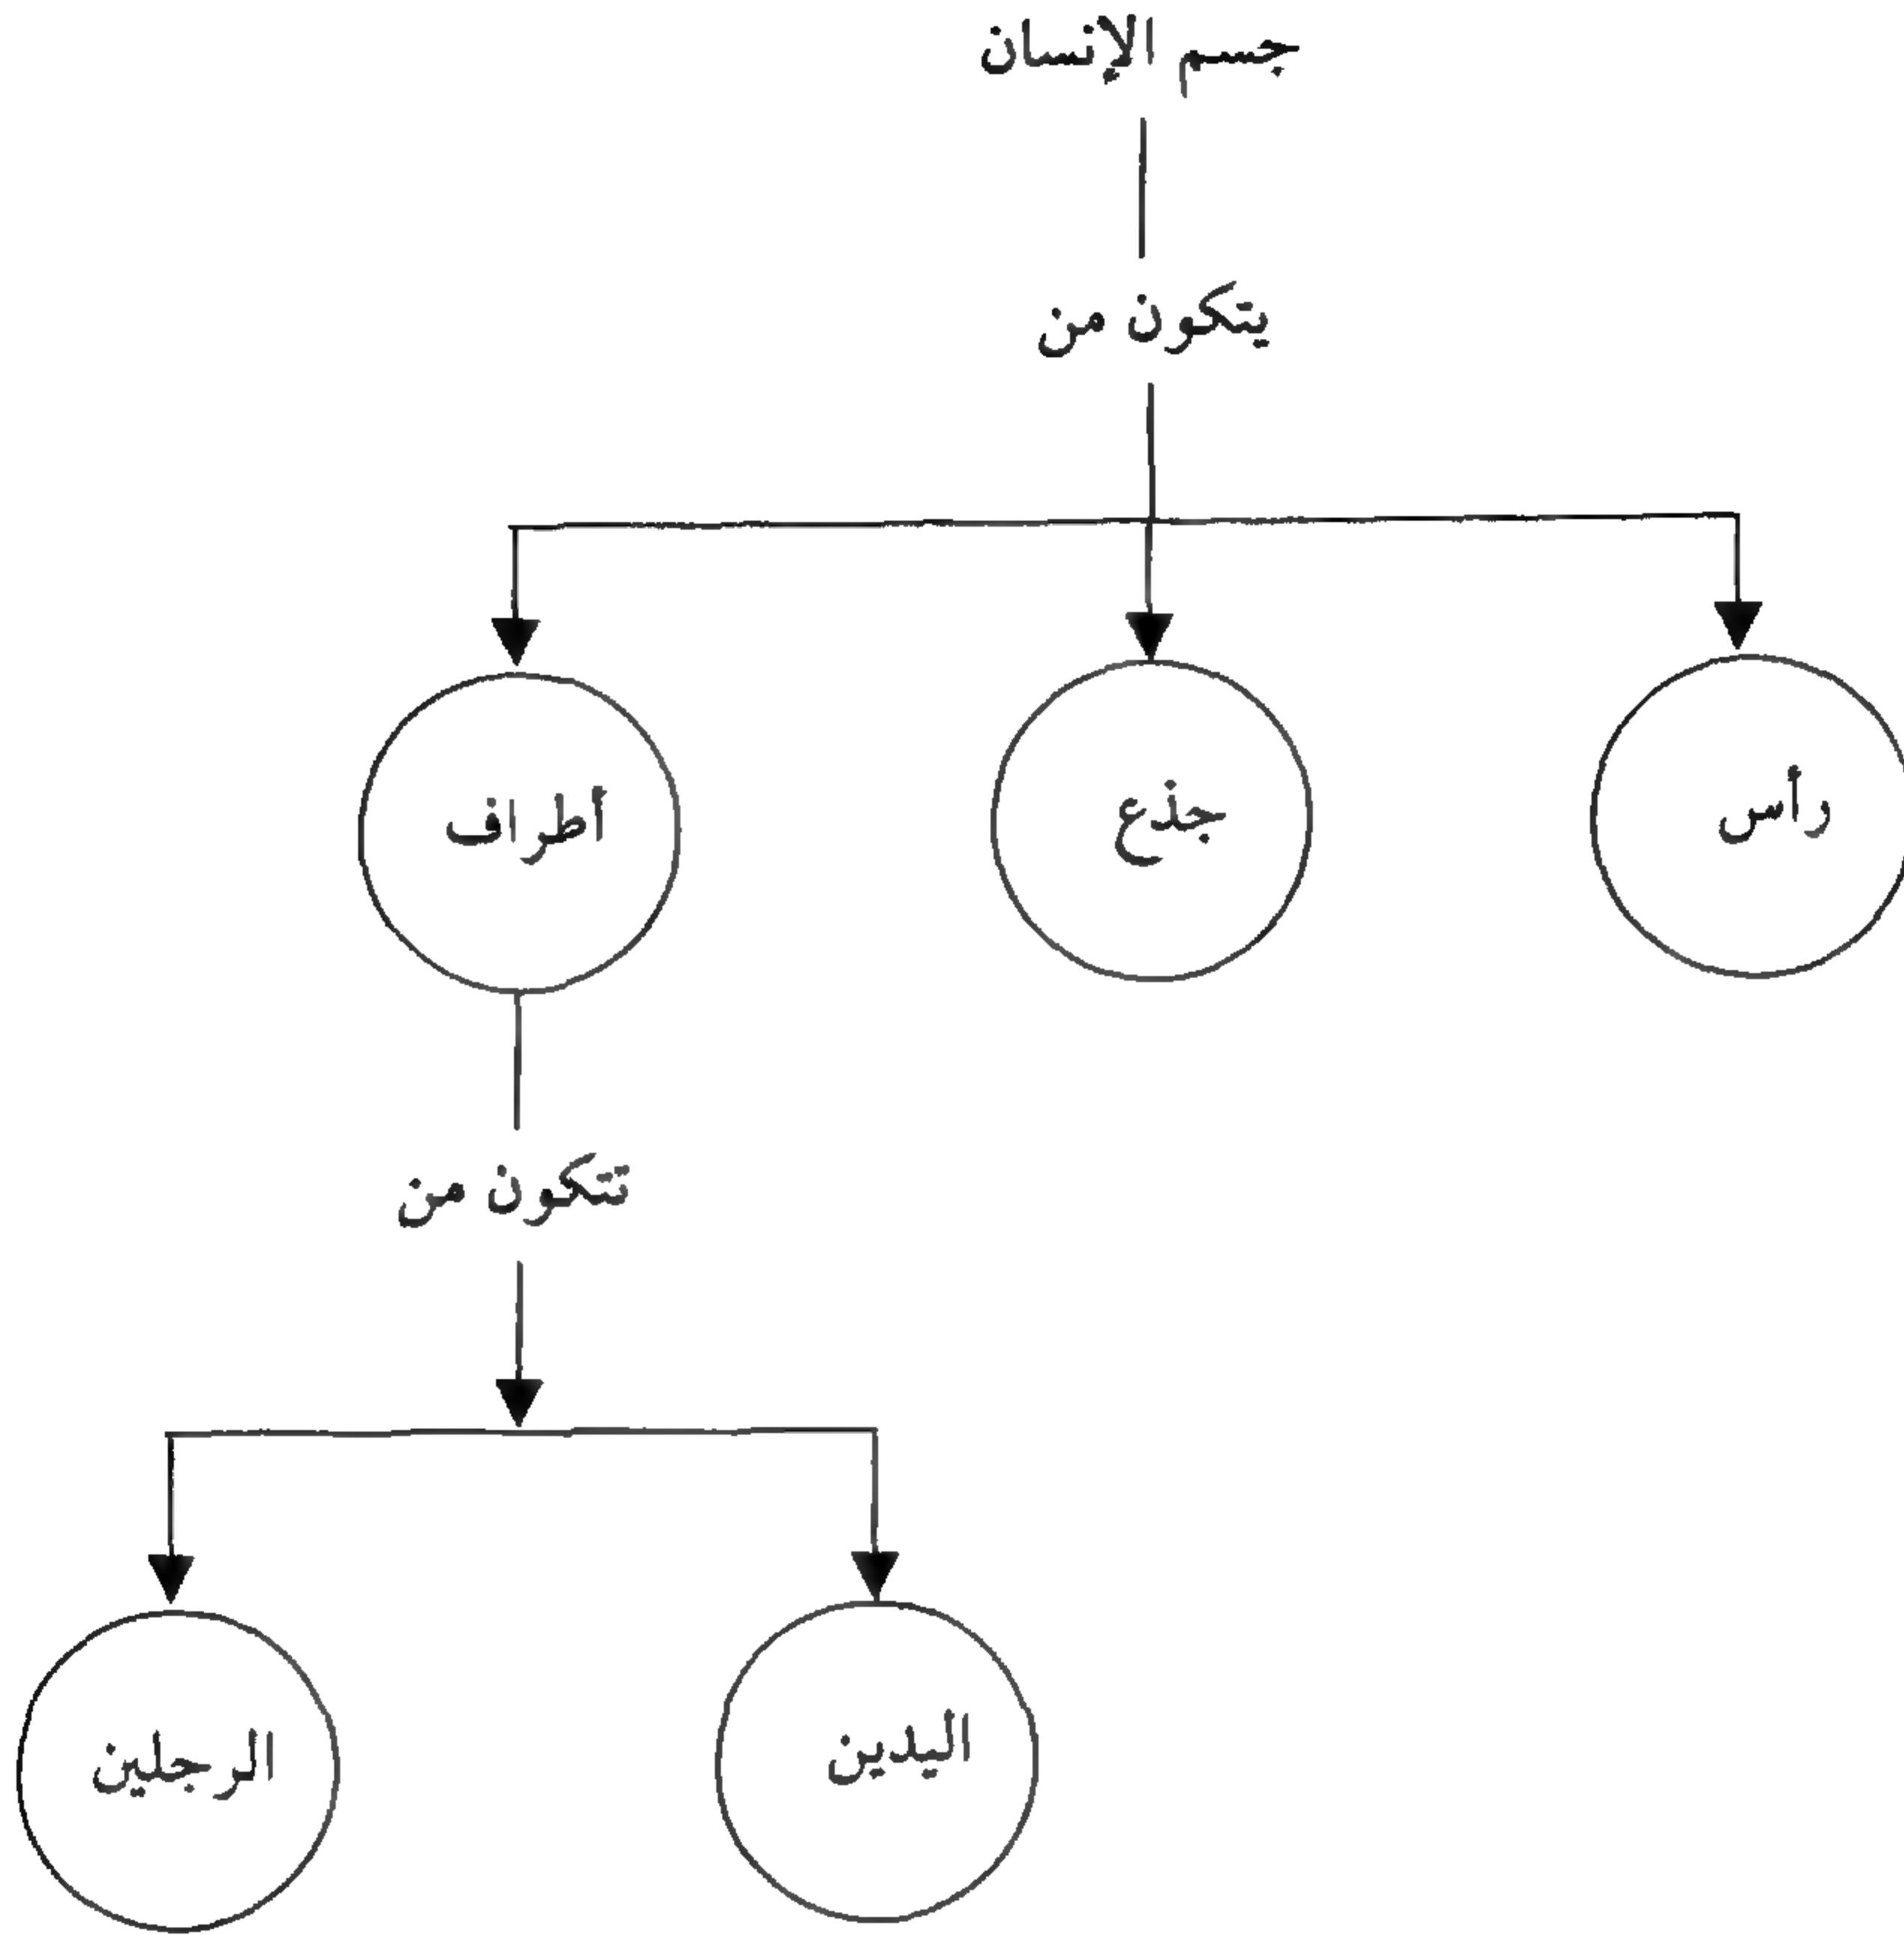 جسم الإنسان
يتكون من
رأس
جذع
أطراف
تتكون من
اليدين
الرجلين